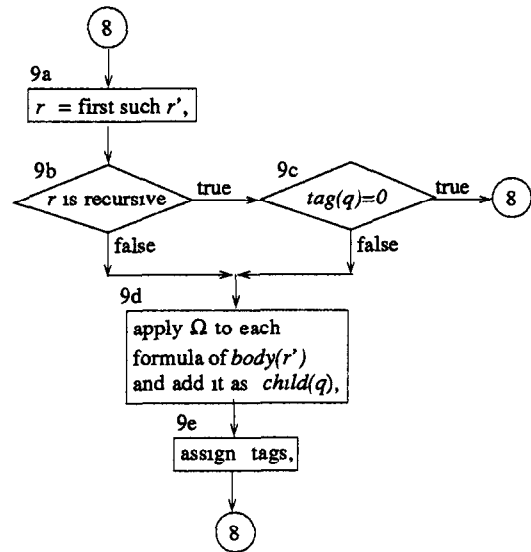 8
9a
r = first such r',
9b
r is recursive
true
9c
tag(q)=0
true
8
false
false
9d
apply Ω to each
formula of body(r')
and add it as child(q),
9e
assign tags,
8